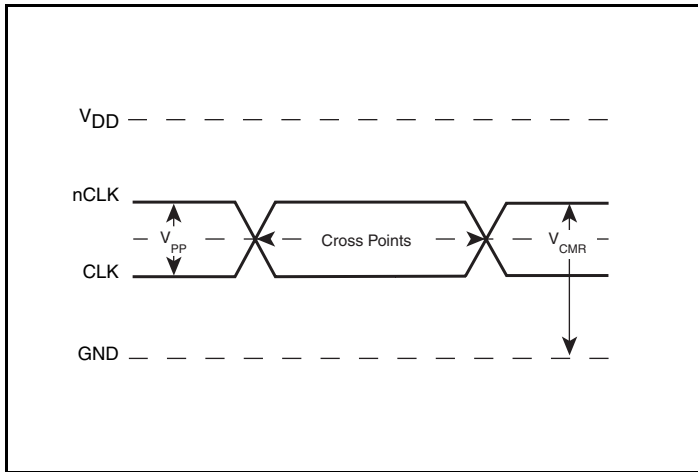 VDD
nCLK
VPP
Cross Points
VCMR
CLK
GND